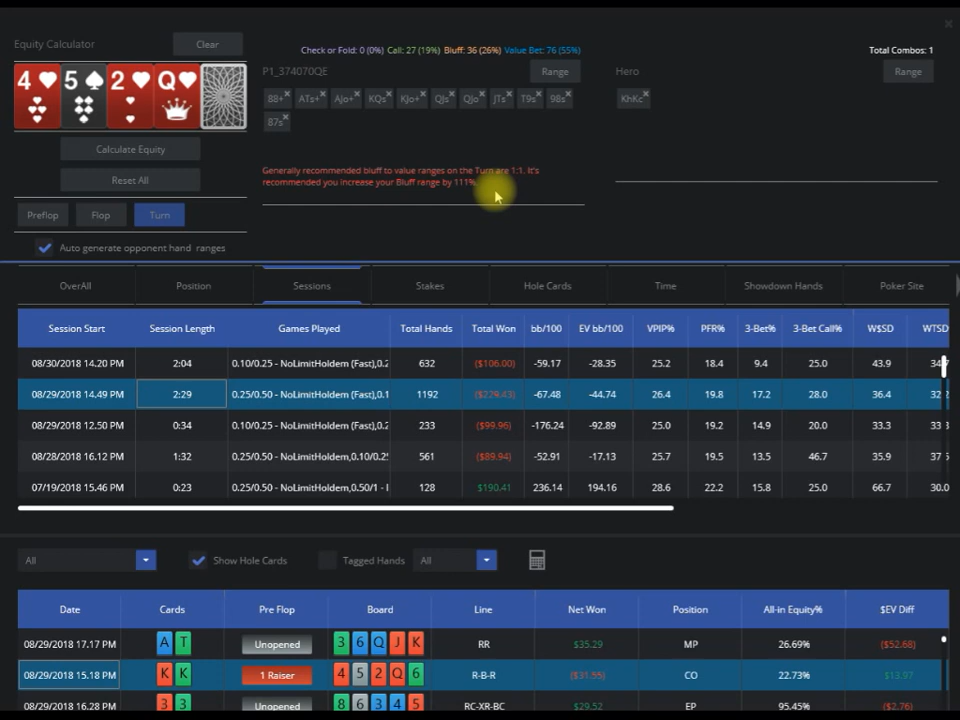 Equity Calculator
Clear
Check or Fold: 0 (0%) Call: 27 (19%) Bluff: 36 (26%) Value Bet: 76 (55%)
Total Combos: 1
P1_374070QE
Range
Hero
Range
4 5 2 Q
88+ ATs+ AJo+ KQs KJo+ QJs QJo JTs T9s 98s
KhKc
87s
Calculate Equity
Reset All
Generally recommended bluff to value ranges on the Turn are 1:1. It's
recommended you increase your Bluff range by 111%
Preflop Flop Turn
Auto generate opponent hand ranges
OverAll Position Sessions Stakes Hole Cards Time Showdown Hands Poker Site
Session Start Session Length Games Played Total Hands Total Won bb/100 EV bb/100 VPIP% PFR% 3-Bet% 3-Bet Call% W$SD WTSD
08/30/2018 14.20 PM 2:04 0.10/0.25 - NoLimitHoldem (Fast),0.2 632 ($106.00) -59.17 -28.35 25.2 18.4 9.4 25.0 43.9 34.
08/29/2018 14.49 PM 2:29 0.25/0.50 - NoLimitHoldem (Fast),0.1 1192 ($229.43) -67.48 -44.74 26.4 19.8 17.2 28.0 36.4 32.
08/29/2018 12.50 PM 0:34 0.10/0.25 - NoLimitHoldem (Fast),0.1 233 ($99.96) -176.24 -92.89 25.0 19.2 14.9 20.0 33.3 33.3
08/28/2018 16.12 PM 1:32 0.25/0.50 - NoLimitHoldem,0.10/0.25 561 ($89.94) -52.91 -17.13 25.7 19.5 13.5 46.7 35.9 37.5
07/19/2018 15.46 PM 0:23 0.25/0.50 - NoLimitHoldem,0.50/1 - 128 $190.41 236.14 194.16 28.6 22.2 15.8 25.0 66.7 30.0
All
Show Hole Cards
Tagged Hands
All
Date Cards Pre Flop Board Line Net Won Position All-in Equity% $EV Diff
08/29/2018 17.17 PM A T Unopened 3 6 Q J K RR $35.29 MP 26.69% ($52.68)
08/29/2018 15.18 PM K K 1 Raiser 4 5 2 Q 6 R-B-R ($31.55) CO 22.73% $13.97
08/29/2018 16.28 PM 3 3 Unopened 8 6 3 4 5 RC-XR-BC $29.52 EP 95.45% ($2.76)